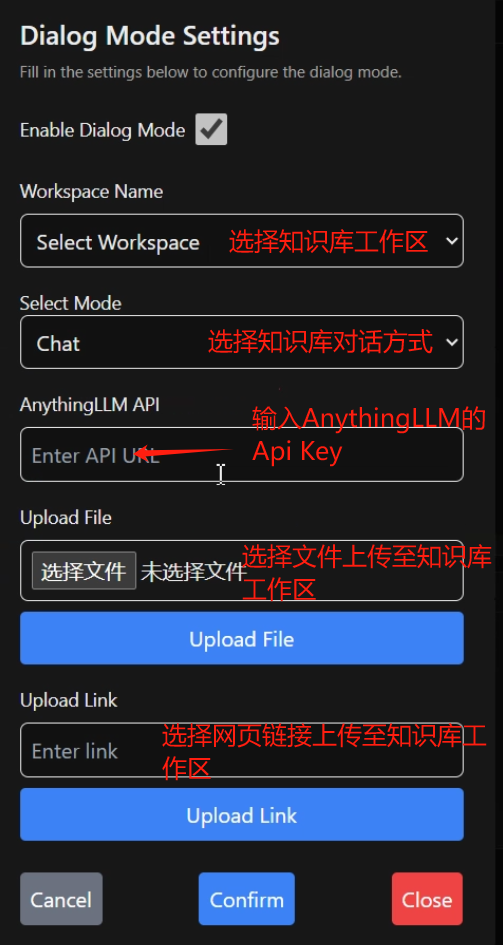 Dialog Mode Settings
Fill in the settings below to configure the dialog mode.
Enable Dialog Mode
Workspace Name
Select Workspace 选择知识库工作区
Select Mode
Chat 选择知识库对话方式
AnythingLLM API
输入AnythingLLM的
Api Key
Enter API URL
Upload File
选择文件 未选择文件
选择文件上传至知识库
工作区
Upload File
Upload Link
Enter link
选择网页链接上传至知识库工
作区
Upload Link
Cancel Confirm Close